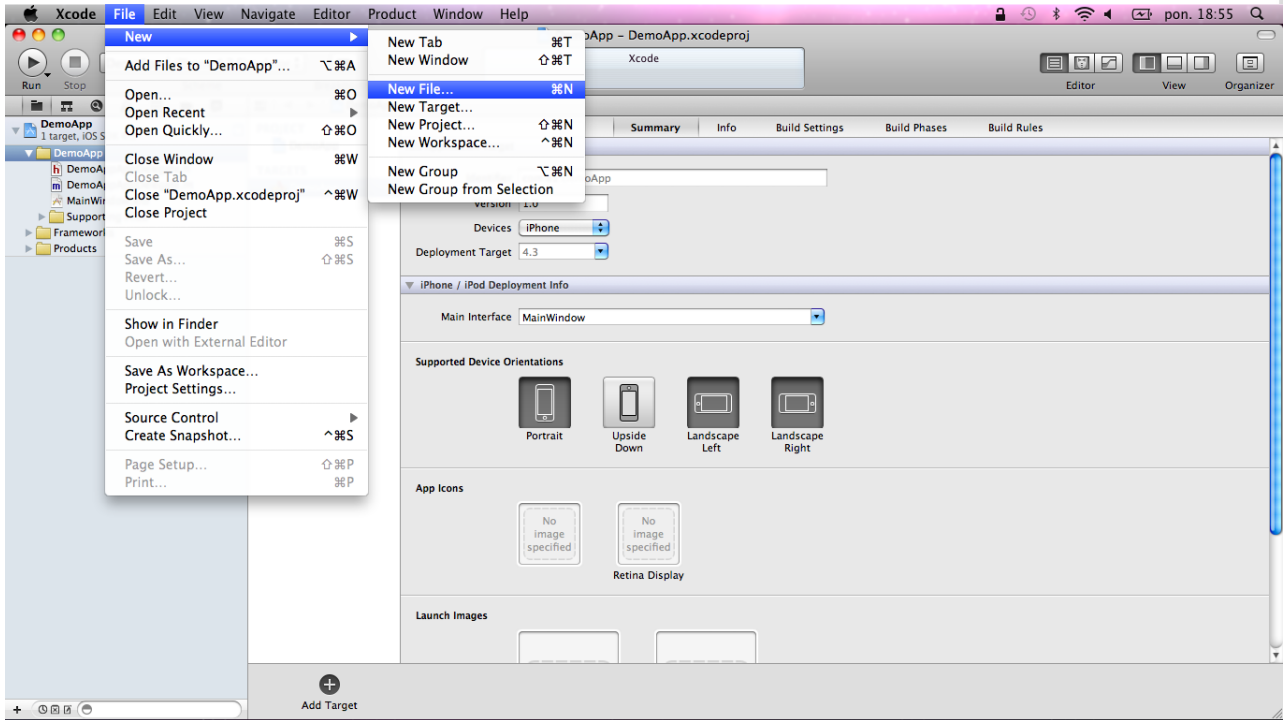 Xcode File Edit View Navigate Editor Product Window Help pon. 18:55
DemoApp – DemoApp.xcodeproj
Run Stop
Xcode
Editor View Organizer
New
Add Files to "DemoApp"... ⌥⌘A
Open... ⌘O
Open Recent
Open Quickly... ⇧⌘O
Close Window ⌘W
Close Tab
Close "DemoApp.xcodeproj" ^⌘W
Close Project
Save ⌘S
Save As... ⇧⌘S
Revert...
Unlock...
Show in Finder
Open with External Editor
Save As Workspace...
Project Settings...
Source Control
Create Snapshot... ^⌘S
Page Setup... ⇧⌘P
Print... ⌘P
New Tab ⌘T
New Window ⇧⌘T
New File... ⌘N
New Target...
New Project... ⇧⌘N
New Workspace... ^⌘N
New Group ⌥⌘N
New Group from Selection
DemoApp
1 target, iOS S
DemoApp
h DemoA
m DemoA
MainWin
Support
Framework
Products
Summary Info Build Settings Build Phases Build Rules
Version 1.0
Devices iPhone
Deployment Target 4.3
iPhone / iPod Deployment Info
Main Interface MainWindow
Supported Device Orientations
Portrait
Upside Down
Landscape Left
Landscape Right
App Icons
No image specified
No image specified
Retina Display
Launch Images
Add Target